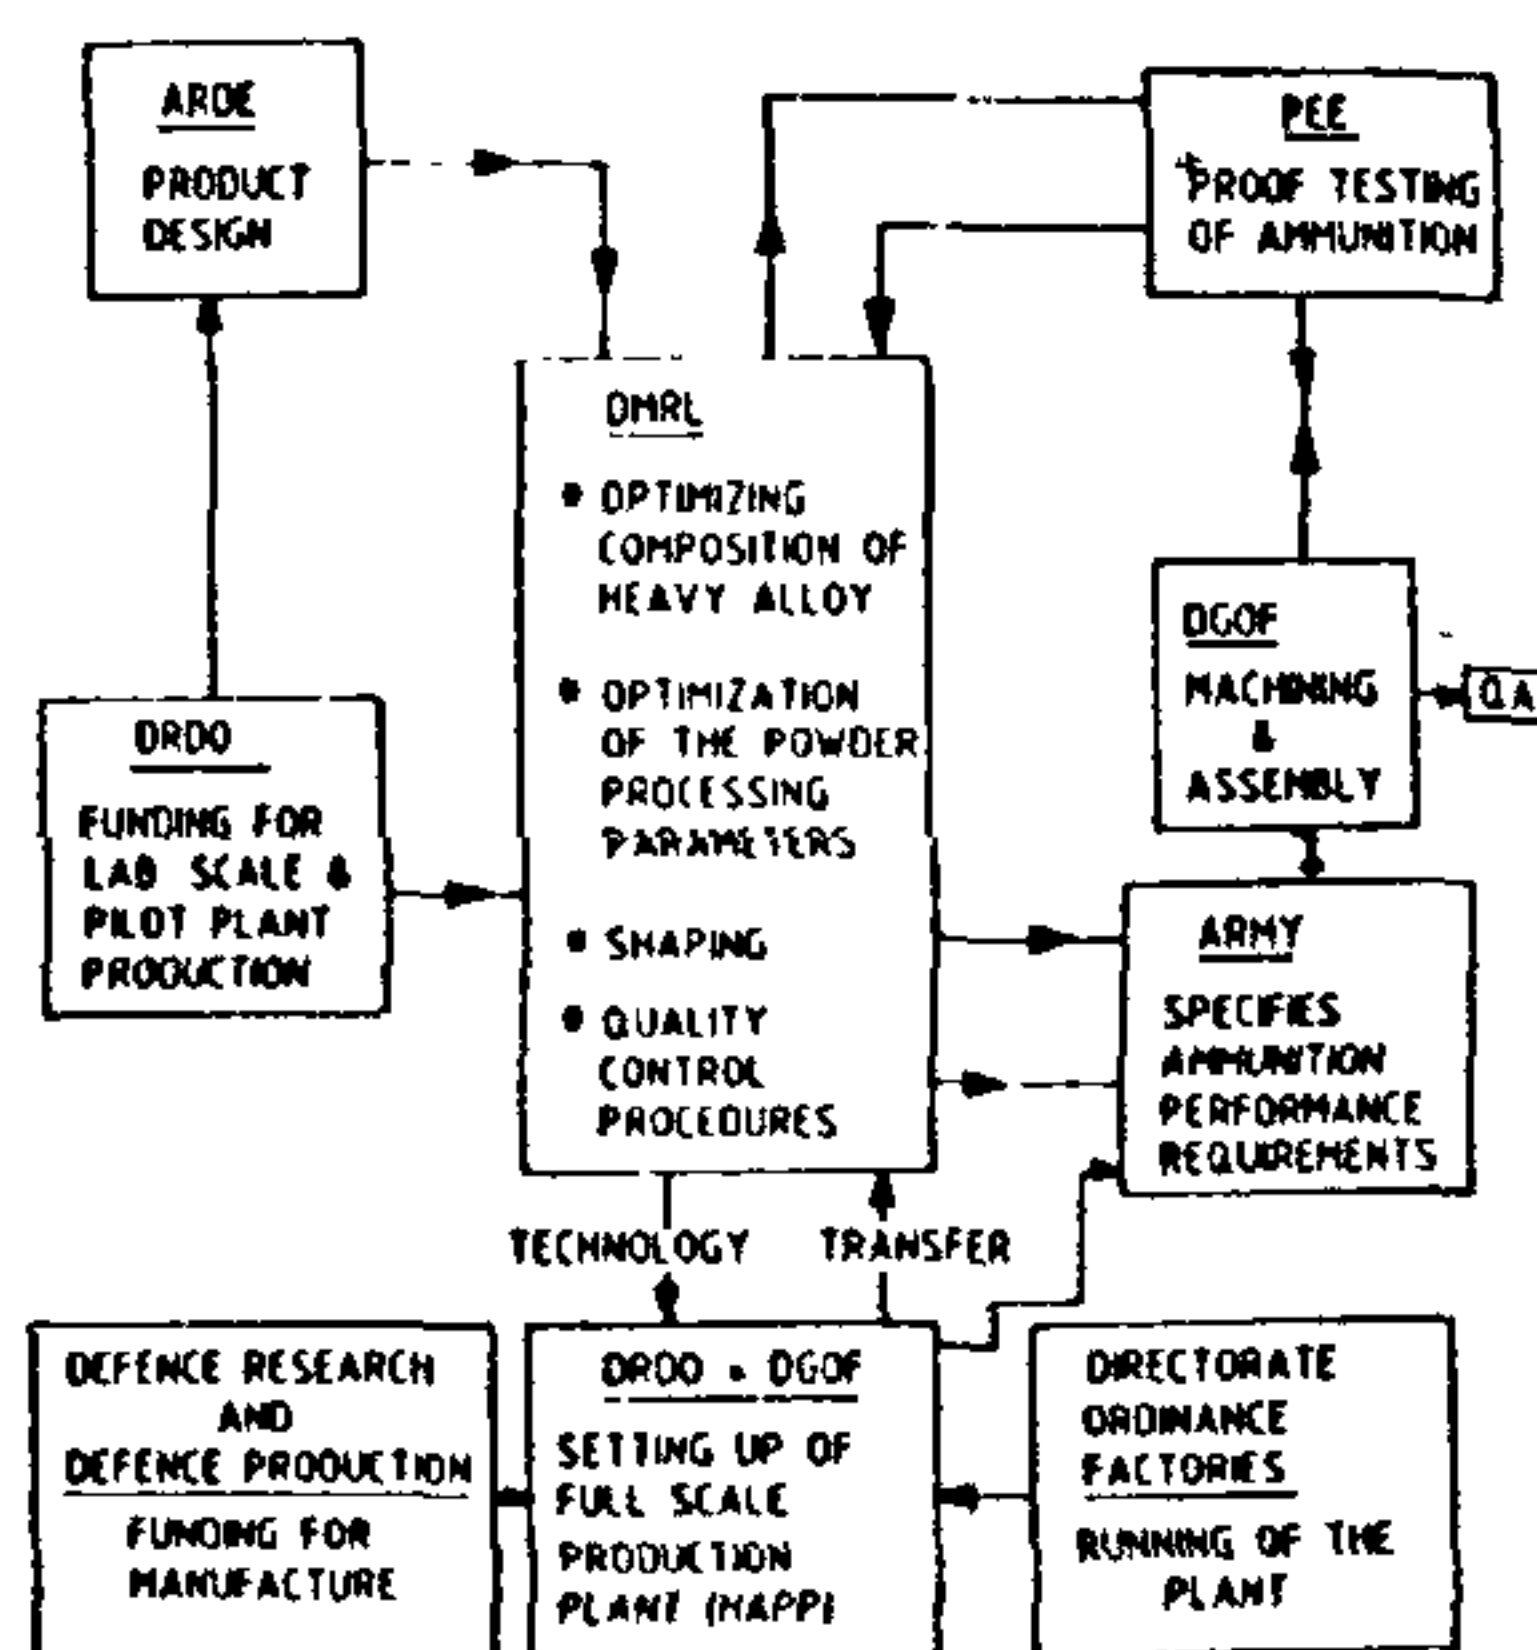 ARDE
PRODUCT
DESIGN
PEE
PROOF TESTING
OF AMMUNITION
DMRL
• OPTIMIZING
COMPOSITION OF
HEAVY ALLOY
• OPTIMIZATION
OF THE POWDER
PROCESSING
PARAMETERS
• SHAPING
• QUALITY
CONTROL
PROCEDURES
DRDO
FUNDING FOR
LAB SCALE &
PILOT PLANT
PRODUCTION
DGOF
MACHINING
&
ASSEMBLY
QA
ARMY
SPECIFIES
AMMUNITION
PERFORMANCE
REQUIREMENTS
TECHNOLOGY TRANSFER
DEFENCE RESEARCH
AND
DEFENCE PRODUCTION
FUNDING FOR
MANUFACTURE
DRDO & DGOF
SETTING UP OF
FULL SCALE
PRODUCTION
PLANT (HAPP)
DIRECTORATE
ORDINANCE
FACTORIES
RUNNING OF THE
PLANT